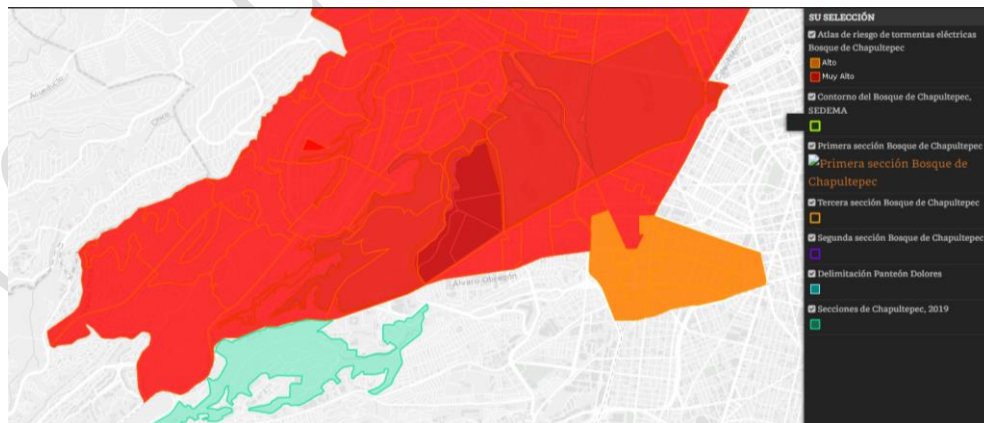 SU SELECCIÓN
Atlas de riesgo de tormentas eléctricas
Bosque de Chapultepec
Alto
Muy Alto
Contorno del Bosque de Chapultepec,
SEDEMA
Primera sección Bosque de Chapultepec
Primera sección Bosque de
Chapultepec
Tercera sección Bosque de Chapultepec
Segunda sección Bosque de Chapultepec
Delimitación Panteón Dolores
Secciones de Chapultepec, 2019
Álvaro Obregón